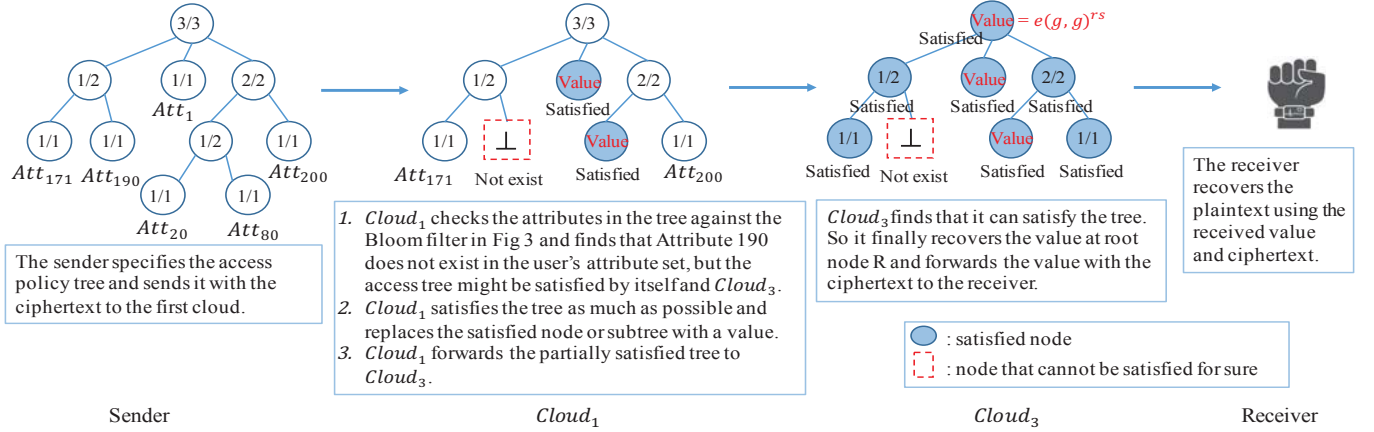 3/3
1/2
1/1
2/2
Att₁
1/1
1/1
1/2
1/1
Att₁₇₁
Att₁₉₀
Att₂₀₀
1/1
1/1
Att₂₀
Att₈₀
The sender specifies the access
policy tree and sends it with the
ciphertext to the first cloud.
Sender
3/3
1/2
Value
2/2
Satisfied
1/1
⊥
Value
1/1
Att₁₇₁
Not exist
Satisfied
Att₂₀₀
1. Cloud₁ checks the attributes in the tree against the
Bloom filter in Fig 3 and finds that Attribute 190
does not exist in the user's attribute set, but the
access tree might be satisfied by itself and Cloud₃.
2. Cloud₁ satisfies the tree as much as possible and
replaces the satisfied node or subtree with a value.
3. Cloud₁ forwards the partially satisfied tree to
Cloud₃.
Cloud₁
Value = e(g, g)ʳˢ
Satisfied
1/2
Value
2/2
Satisfied
Satisfied
Satisfied
1/1
⊥
Value
1/1
Satisfied
Not exist
Satisfied
Satisfied
Cloud₃ finds that it can satisfy the tree.
So it finally recovers the value at root
node R and forwards the value with the
ciphertext to the receiver.
: satisfied node
: node that cannot be satisfied for sure
Cloud₃
The receiver
recovers the
plaintext using the
received value
and ciphertext.
Receiver